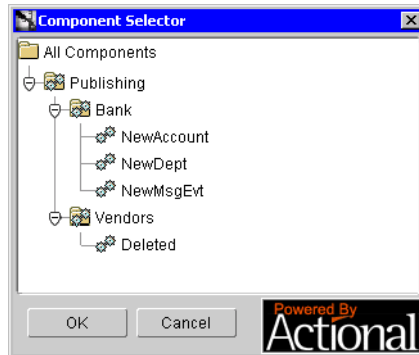 Component Selector
All Components
Publishing
Bank
NewAccount
NewDept
NewMsgEvt
Vendors
Deleted
OK Cancel
Powered By
Actional